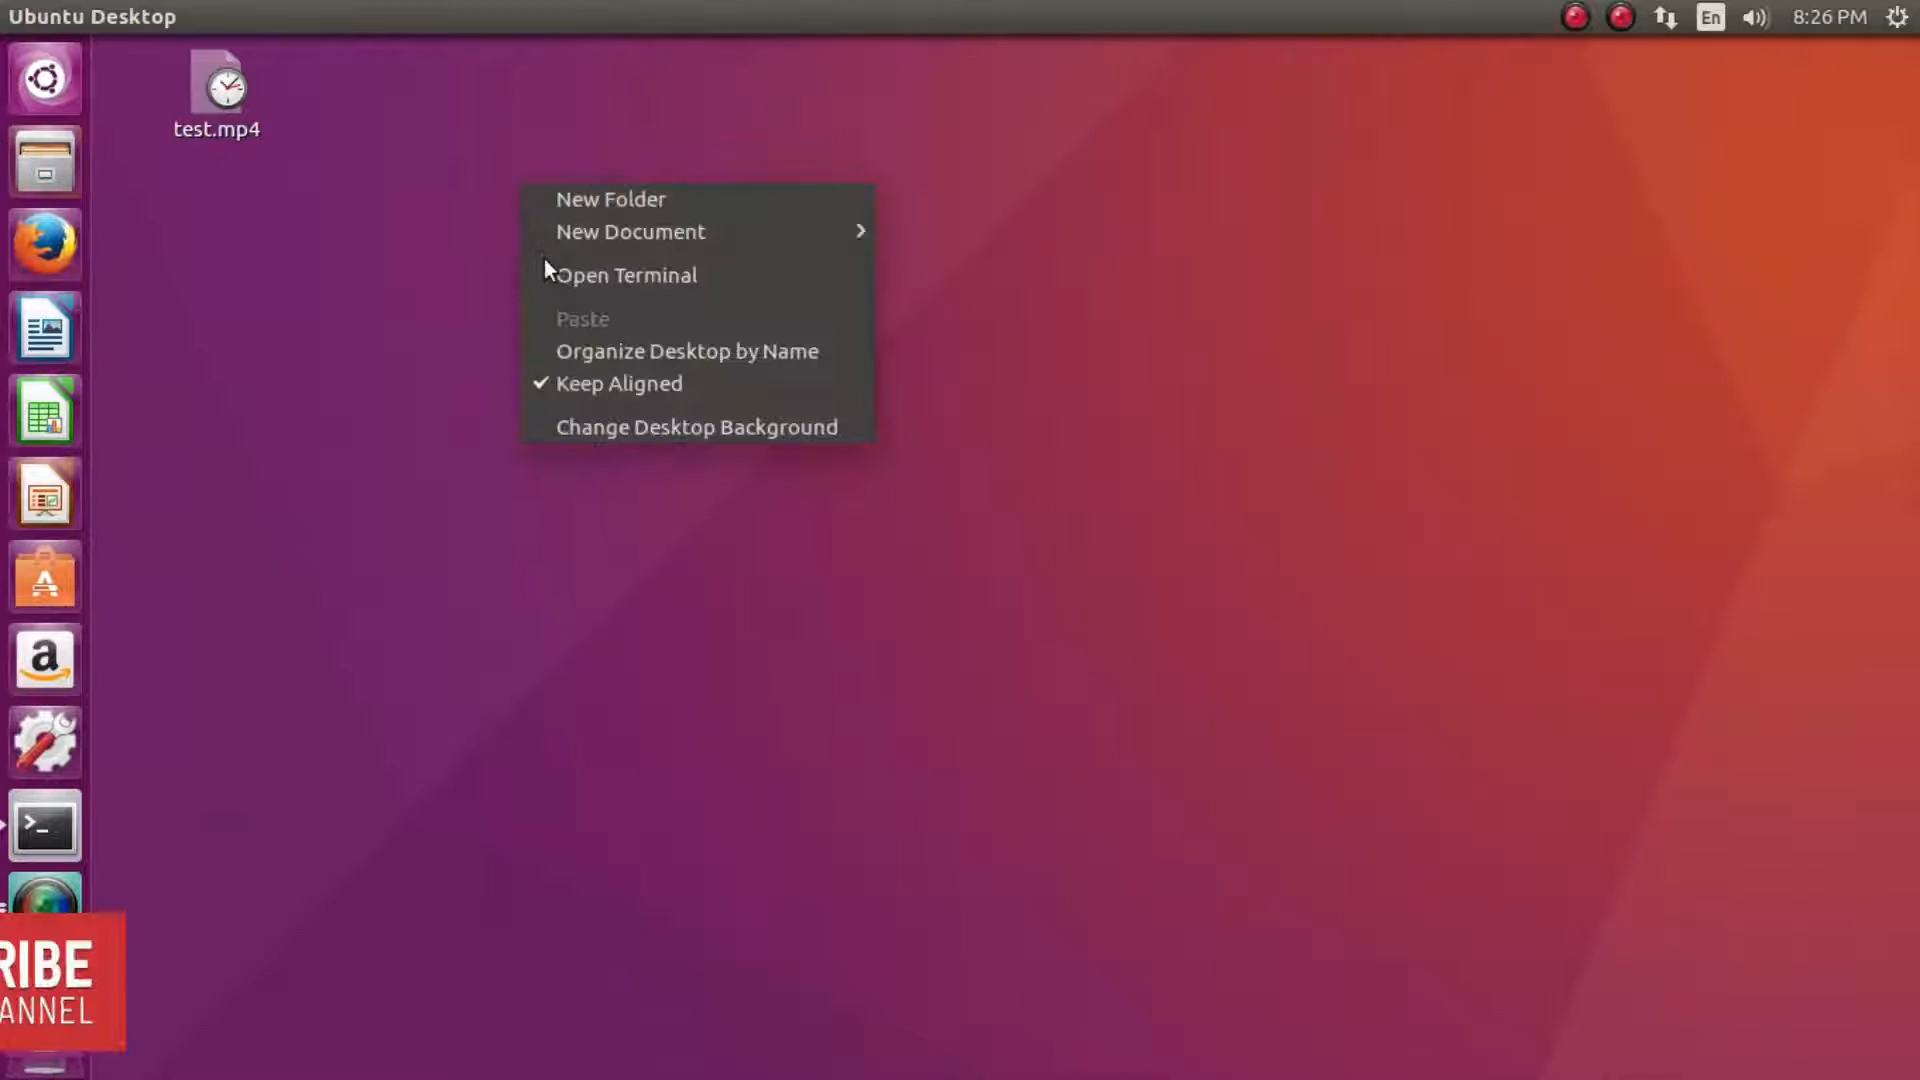 Ubuntu Desktop
En
8:26 PM
test.mp4
New Folder
New Document
Open Terminal
Paste
Organize Desktop by Name
Keep Aligned
Change Desktop Background
a
>_
RIBE
ANNEL